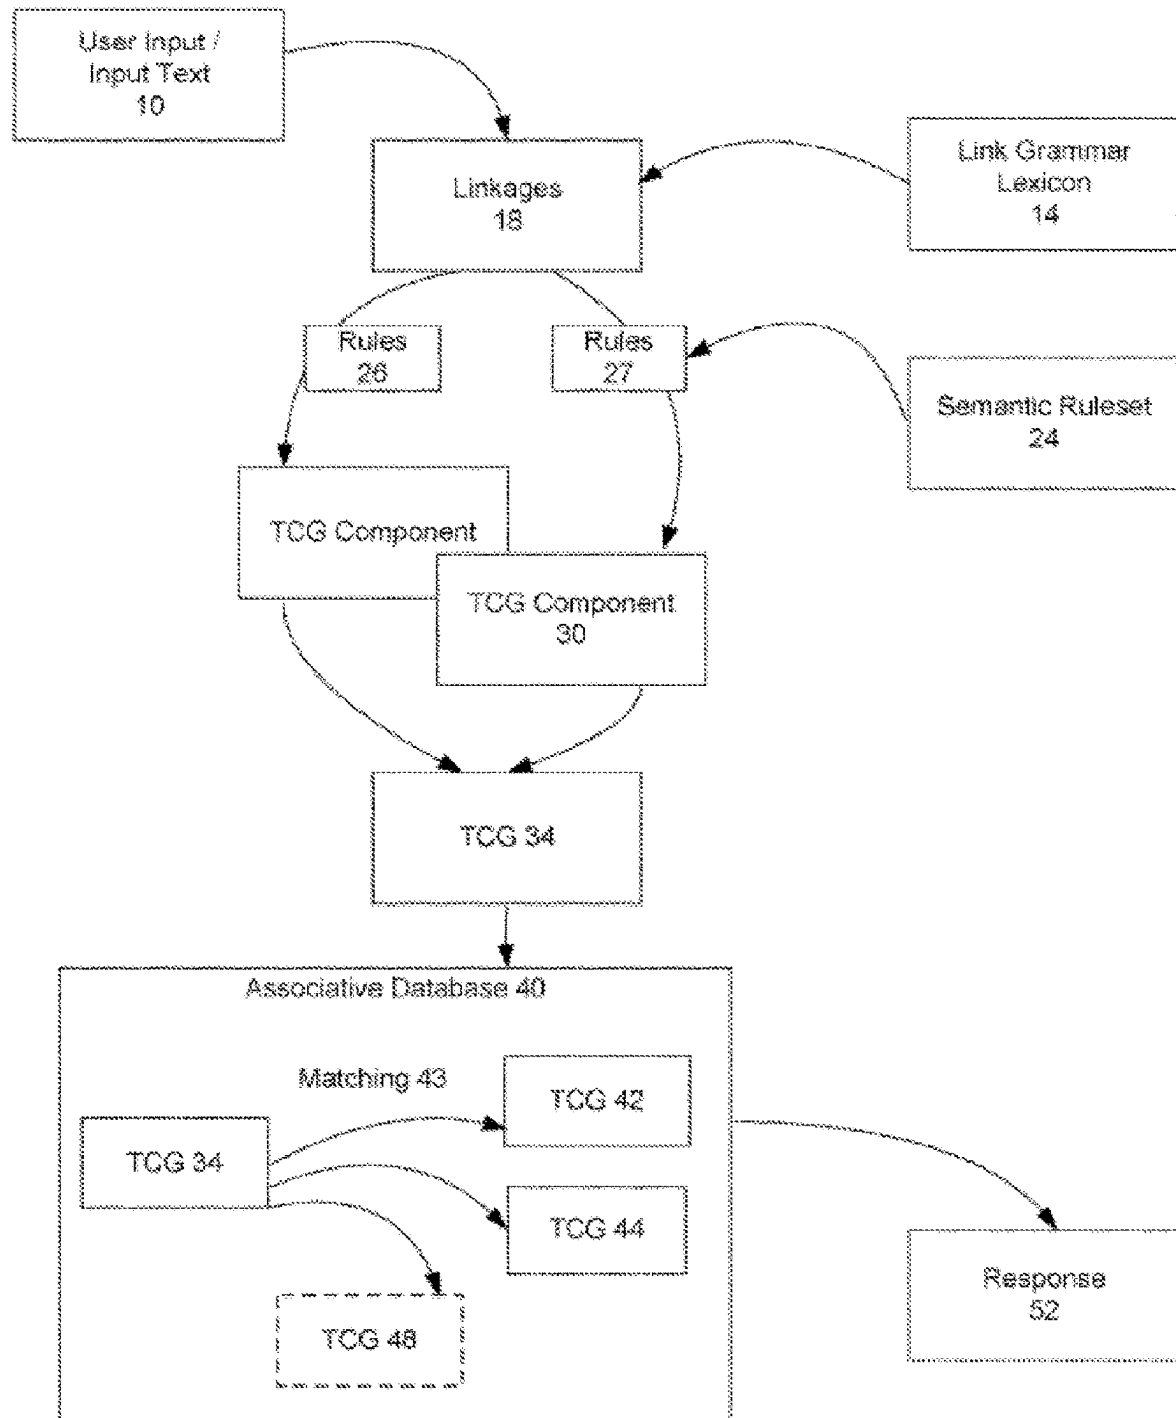 User Input /
Input Text
10
Linkages
18
Link Grammar
Lexicon
14
Rules
26
Rules
27
Semantic Ruleset
24
TCG Component
TCG Component
30
TCG 34
Associative Database 40
Matching 43
TCG 42
TCG 34
TCG 44
TCG 48
Response
52